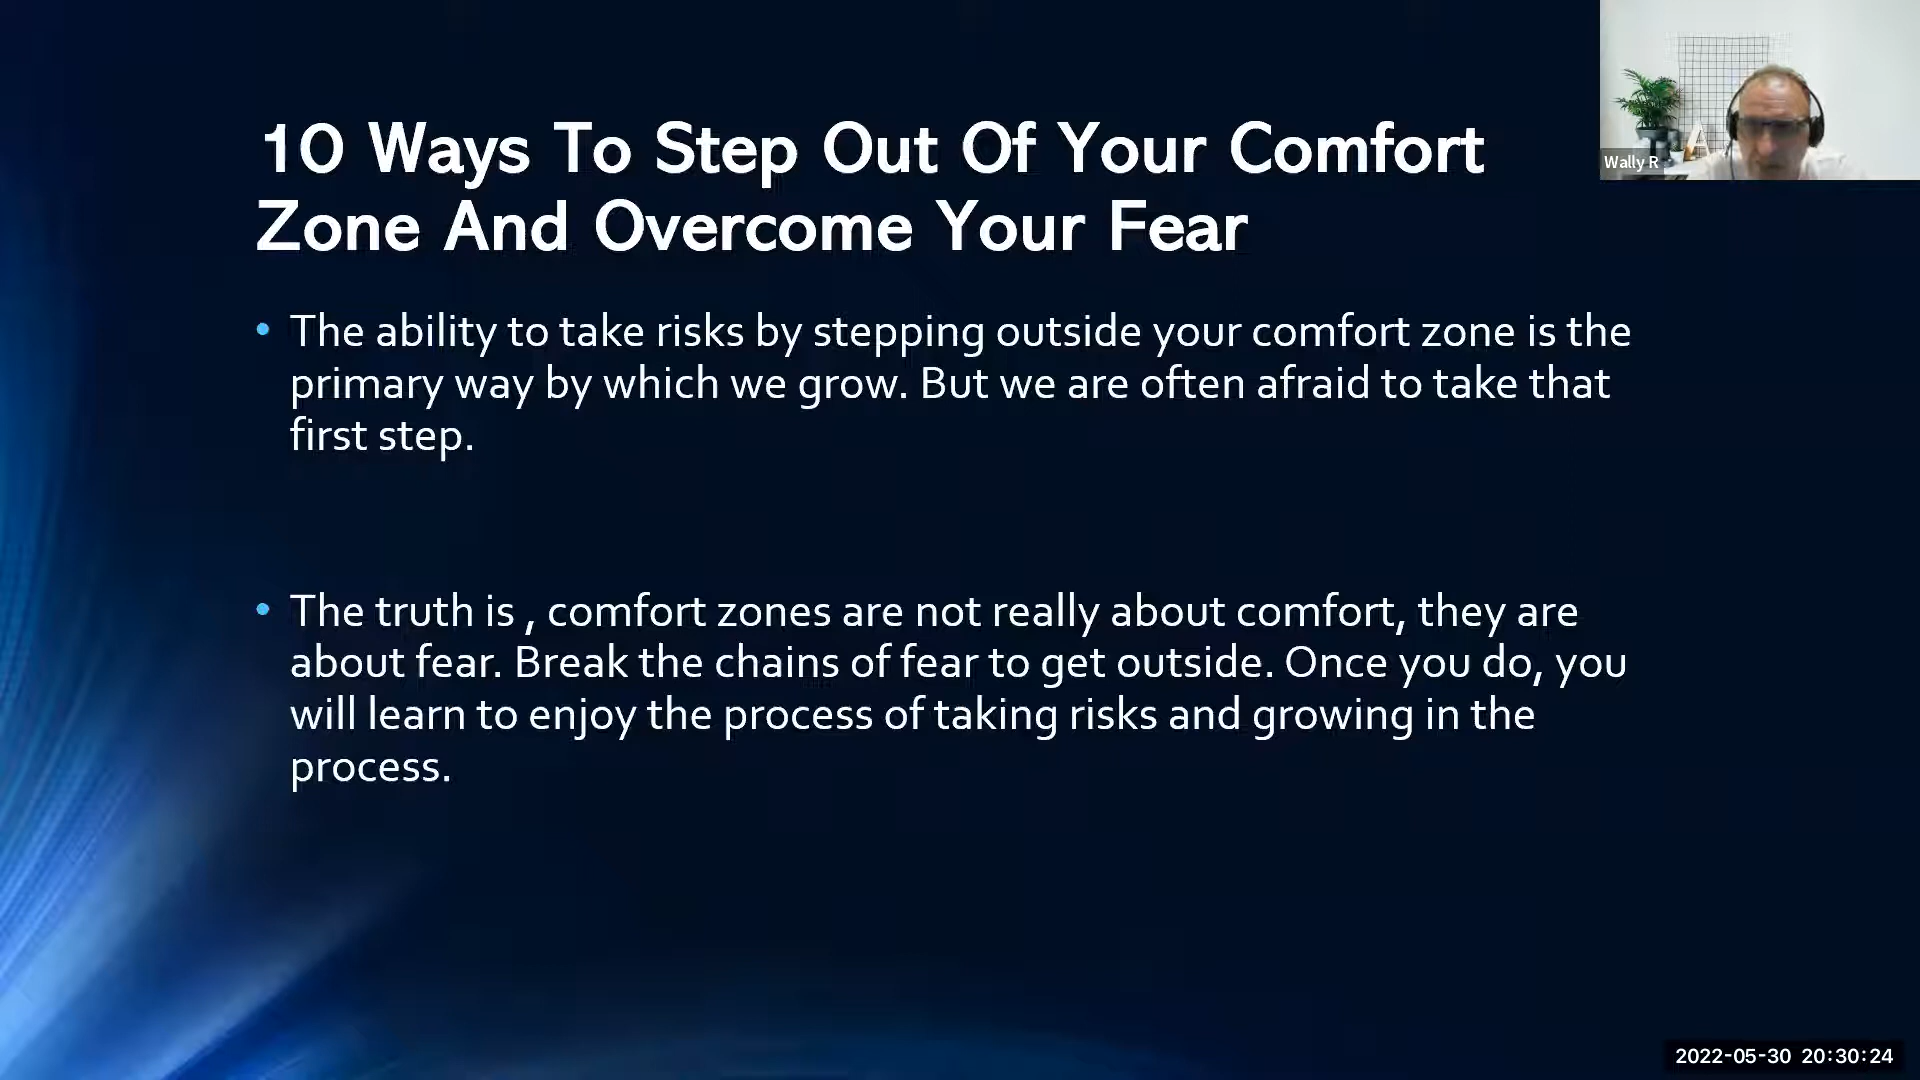 10 Ways To Step Out Of Your Comfort
Zone And Overcome Your Fear
• The ability to take risks by stepping outside your comfort zone is the
primary way by which we grow. But we are often afraid to take that
first step.
• The truth is , comfort zones are not really about comfort, they are
about fear. Break the chains of fear to get outside. Once you do, you
will learn to enjoy the process of taking risks and growing in the
process.
Wally R
2022-05-30 20:30:24